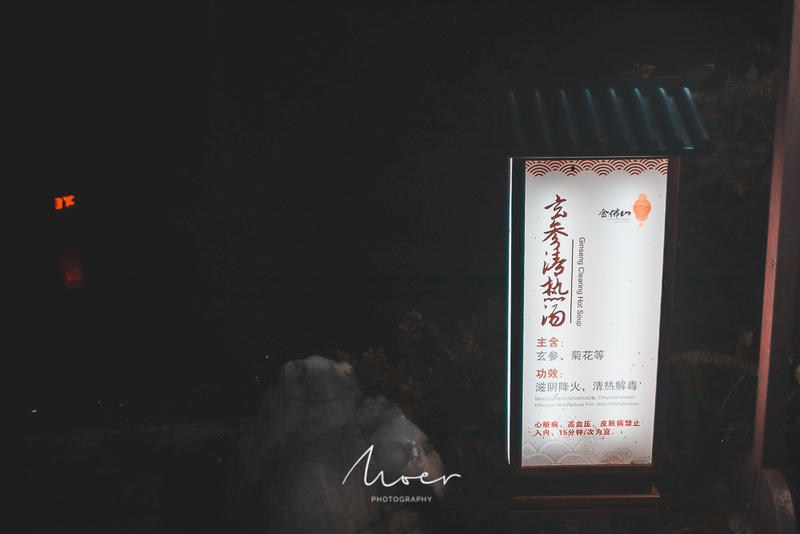 金佛山
玄参清热汤
Ginseng Clearing Hot Soup
主含：
玄参、菊花等
功效：
滋阴降火，清热解毒
心脏病、高血压、皮肤病禁止
入内、15分钟/次为宜
Moer
PHOTOGRAPHY